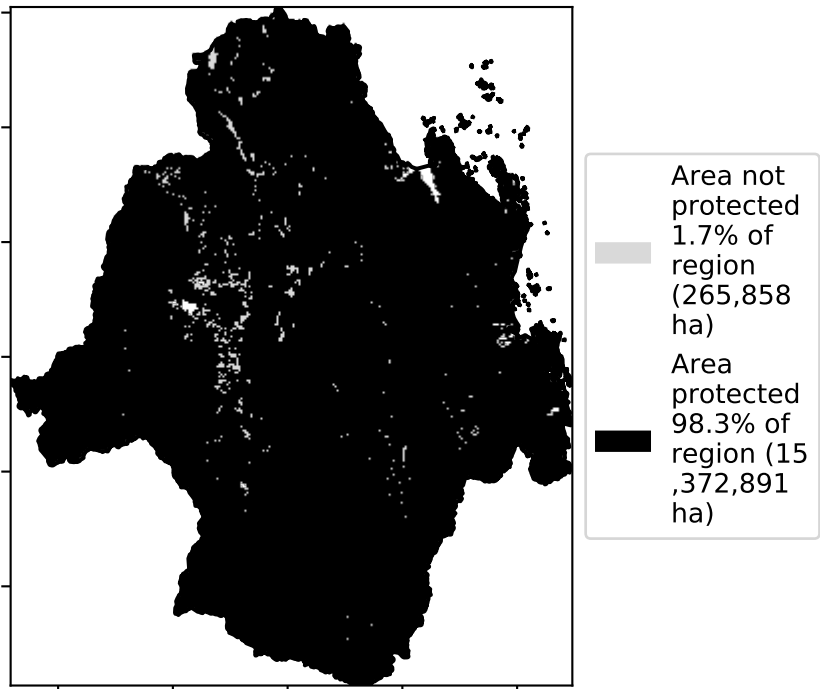 Area not
protected
1.7% of
region
(265,858
ha)
Area
protected
98.3% of
region (15
,372,891
ha)